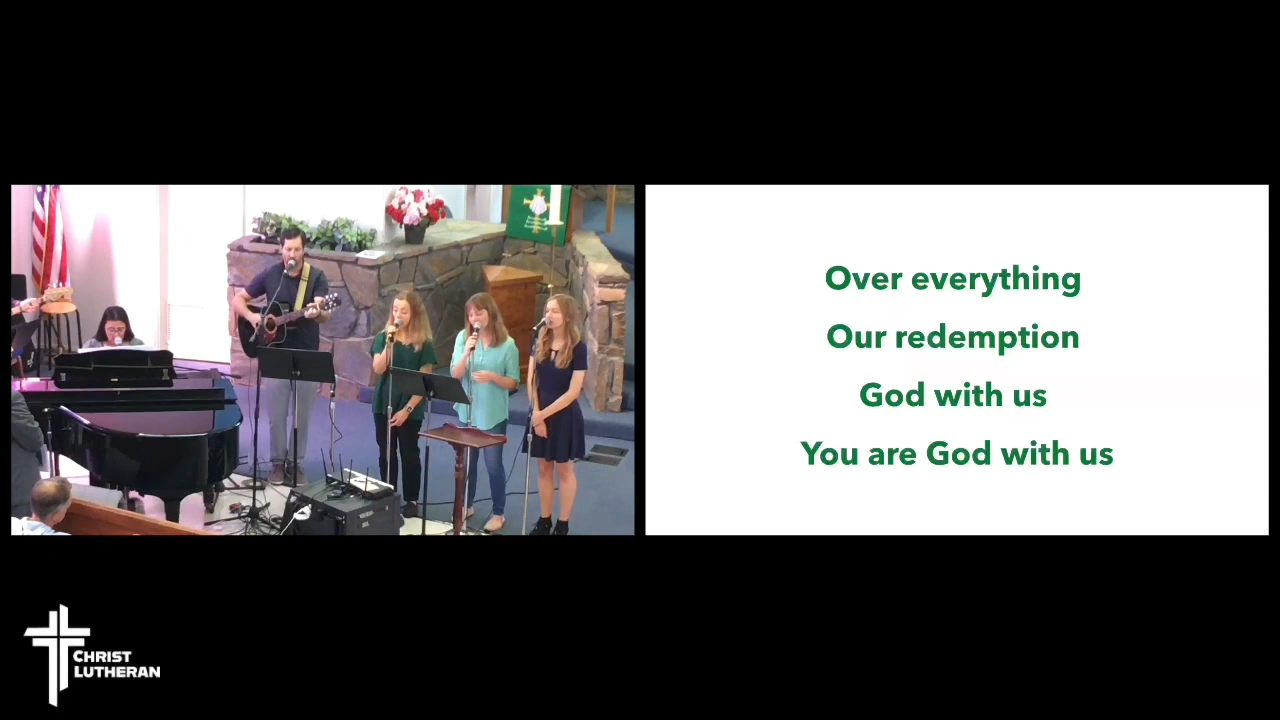 Over everything
Our redemption
God with us
You are God with us
CHRIST
LUTHERAN